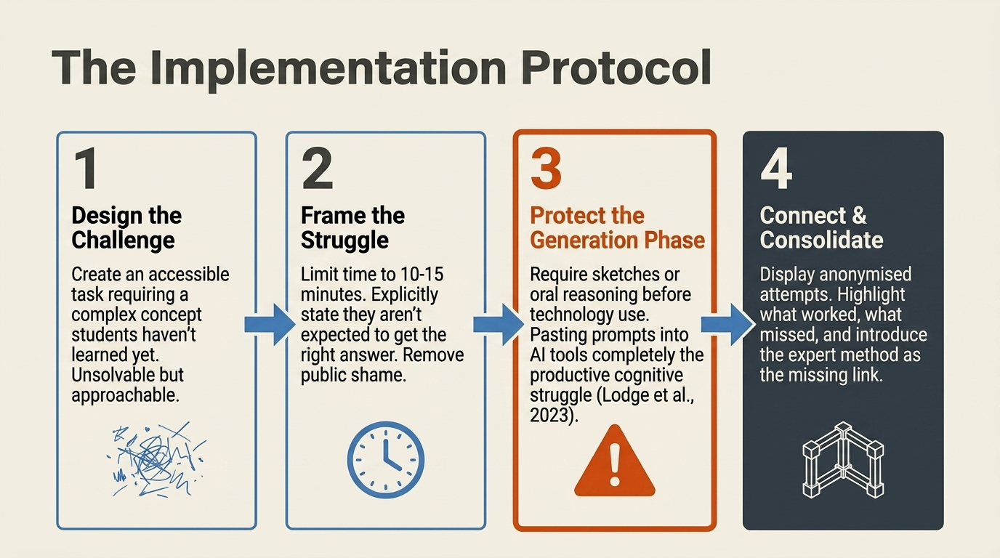 The Implementation Protocol
1
Design the
Challenge
Create an accessible
task requiring a
complex concept
students haven't
learned yet.
Unsolvable but
approachable.
2
Frame the
Struggle
Limit time to 10-15
minutes. Explicitly
state they aren't
expected to get the
right answer. Remove
public shame.
3
Protect the
Generation Phase
Require sketches or
oral reasoning before
technology use.
Pasting prompts into
AI tools completely the
productive cognitive
struggle (Lodge et al.,
2023).
4
Connect &
Consolidate
Display anonymised
attempts. Highlight
what worked, what
missed, and introduce
the expert method as
the missing link.